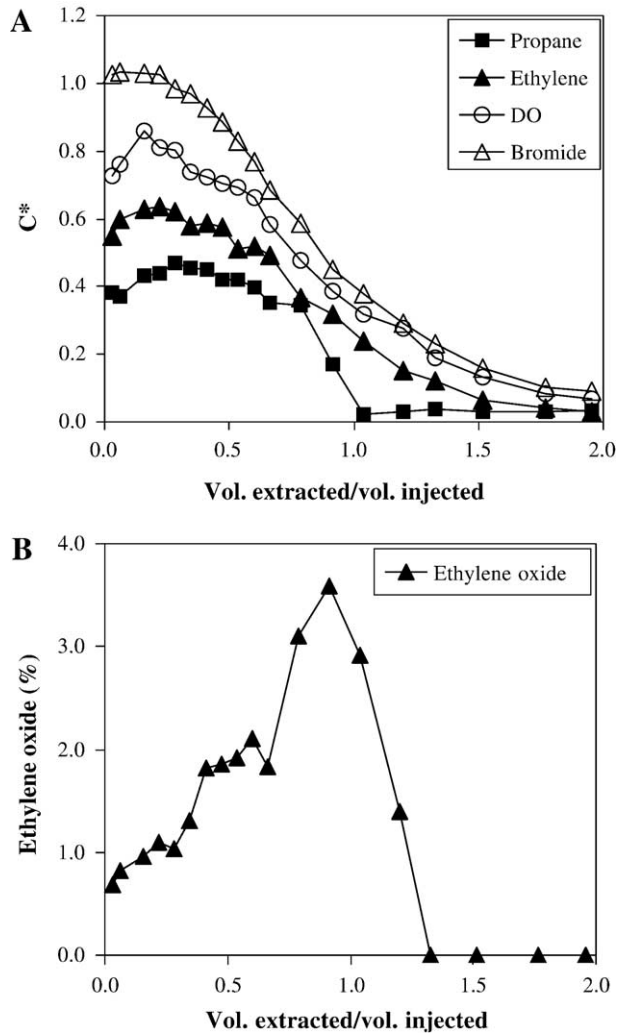 A
1.2
1.0
0.8
0.6
0.4
0.2
0.0
C*
Propane
Ethylene
DO
Bromide
0.0 0.5 1.0 1.5 2.0
Vol. extracted/vol. injected
B
4.0
3.0
2.0
1.0
0.0
Ethylene oxide (%)
Ethylene oxide
0.0 0.5 1.0 1.5 2.0
Vol. extracted/vol. injected